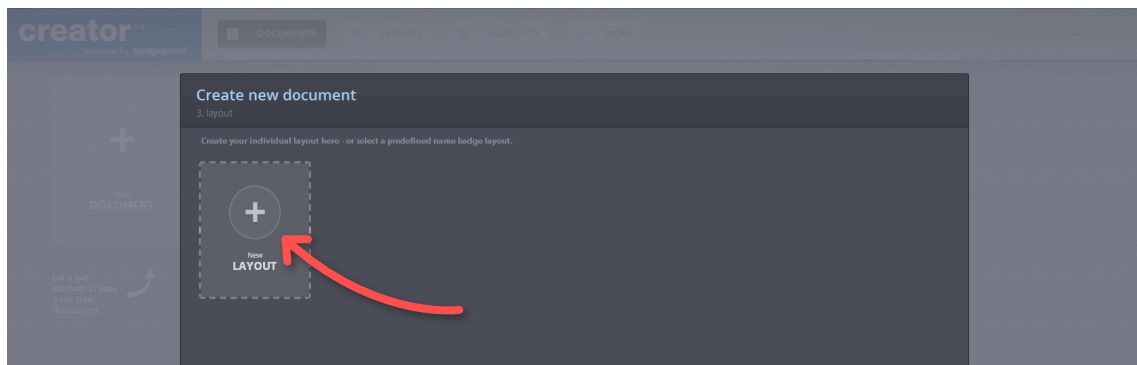 creator
powered by badgepoint
DOCUMENTS
LAYOUTS
EXTRA
Create new document
3. layout
Create your individual layout here - or select a predefined name badge layout.
New
DOCUMENT
New
LAYOUT
Let's get
started! Create
your new
document.